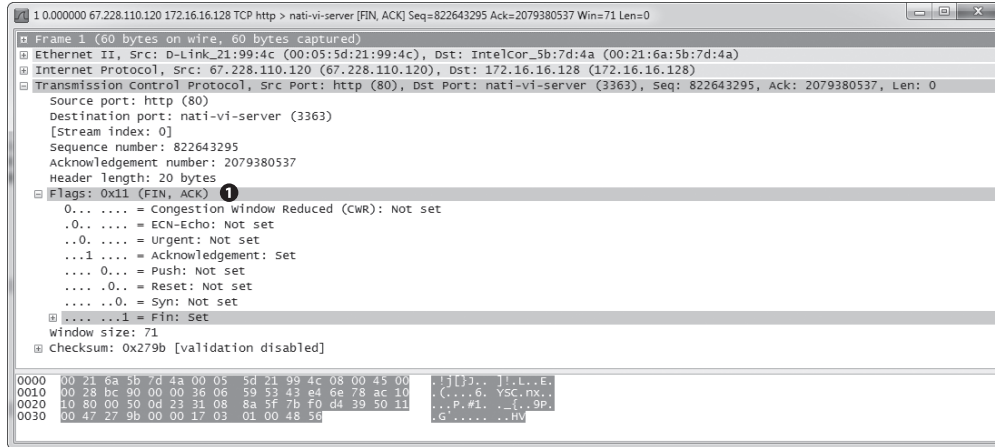 1 0.000000 67.228.110.120 172.16.16.128 TCP http > nati-vi-server [FIN, ACK] Seq=822643295 Ack=2079380537 Win=71 Len=0
Frame 1 (60 bytes on wire, 60 bytes captured)
Ethernet II, Src: D-Link_21:99:4c (00:05:5d:21:99:4c), Dst: IntelCor_5b:7d:4a (00:21:6a:5b:7d:4a)
Internet Protocol, Src: 67.228.110.120 (67.228.110.120), Dst: 172.16.16.128 (172.16.16.128)
Transmission Control Protocol, Src Port: http (80), Dst Port: nati-vi-server (3363), Seq: 822643295, Ack: 2079380537, Len: 0
Source port: http (80)
Destination port: nati-vi-server (3363)
[Stream index: 0]
Sequence number: 822643295
Acknowledgement number: 2079380537
Header length: 20 bytes
Flags: 0x11 (FIN, ACK) ❶
0... .... = Congestion Window Reduced (CWR): Not set
.0.. .... = ECN-Echo: Not set
..0. .... = Urgent: Not set
...1 .... = Acknowledgement: Set
.... 0... = Push: Not set
.... .0.. = Reset: Not set
.... ..0. = Syn: Not set
.... ...1 = Fin: Set
Window size: 71
Checksum: 0x279b [validation disabled]
0000 00 21 6a 5b 7d 4a 00 05 5d 21 99 4c 08 00 45 00 .!j[}J.. ]!.L..E.
0010 00 28 bc 90 00 00 36 06 59 53 43 e4 6e 78 ac 10 .(....6. YSC.nx..
0020 10 80 00 50 0d 23 31 08 8a 5f 7b f0 d4 39 50 11 ...P.#1. ._{..9P.
0030 00 47 27 9b 00 00 17 03 01 00 48 56 .G'..... ..HV